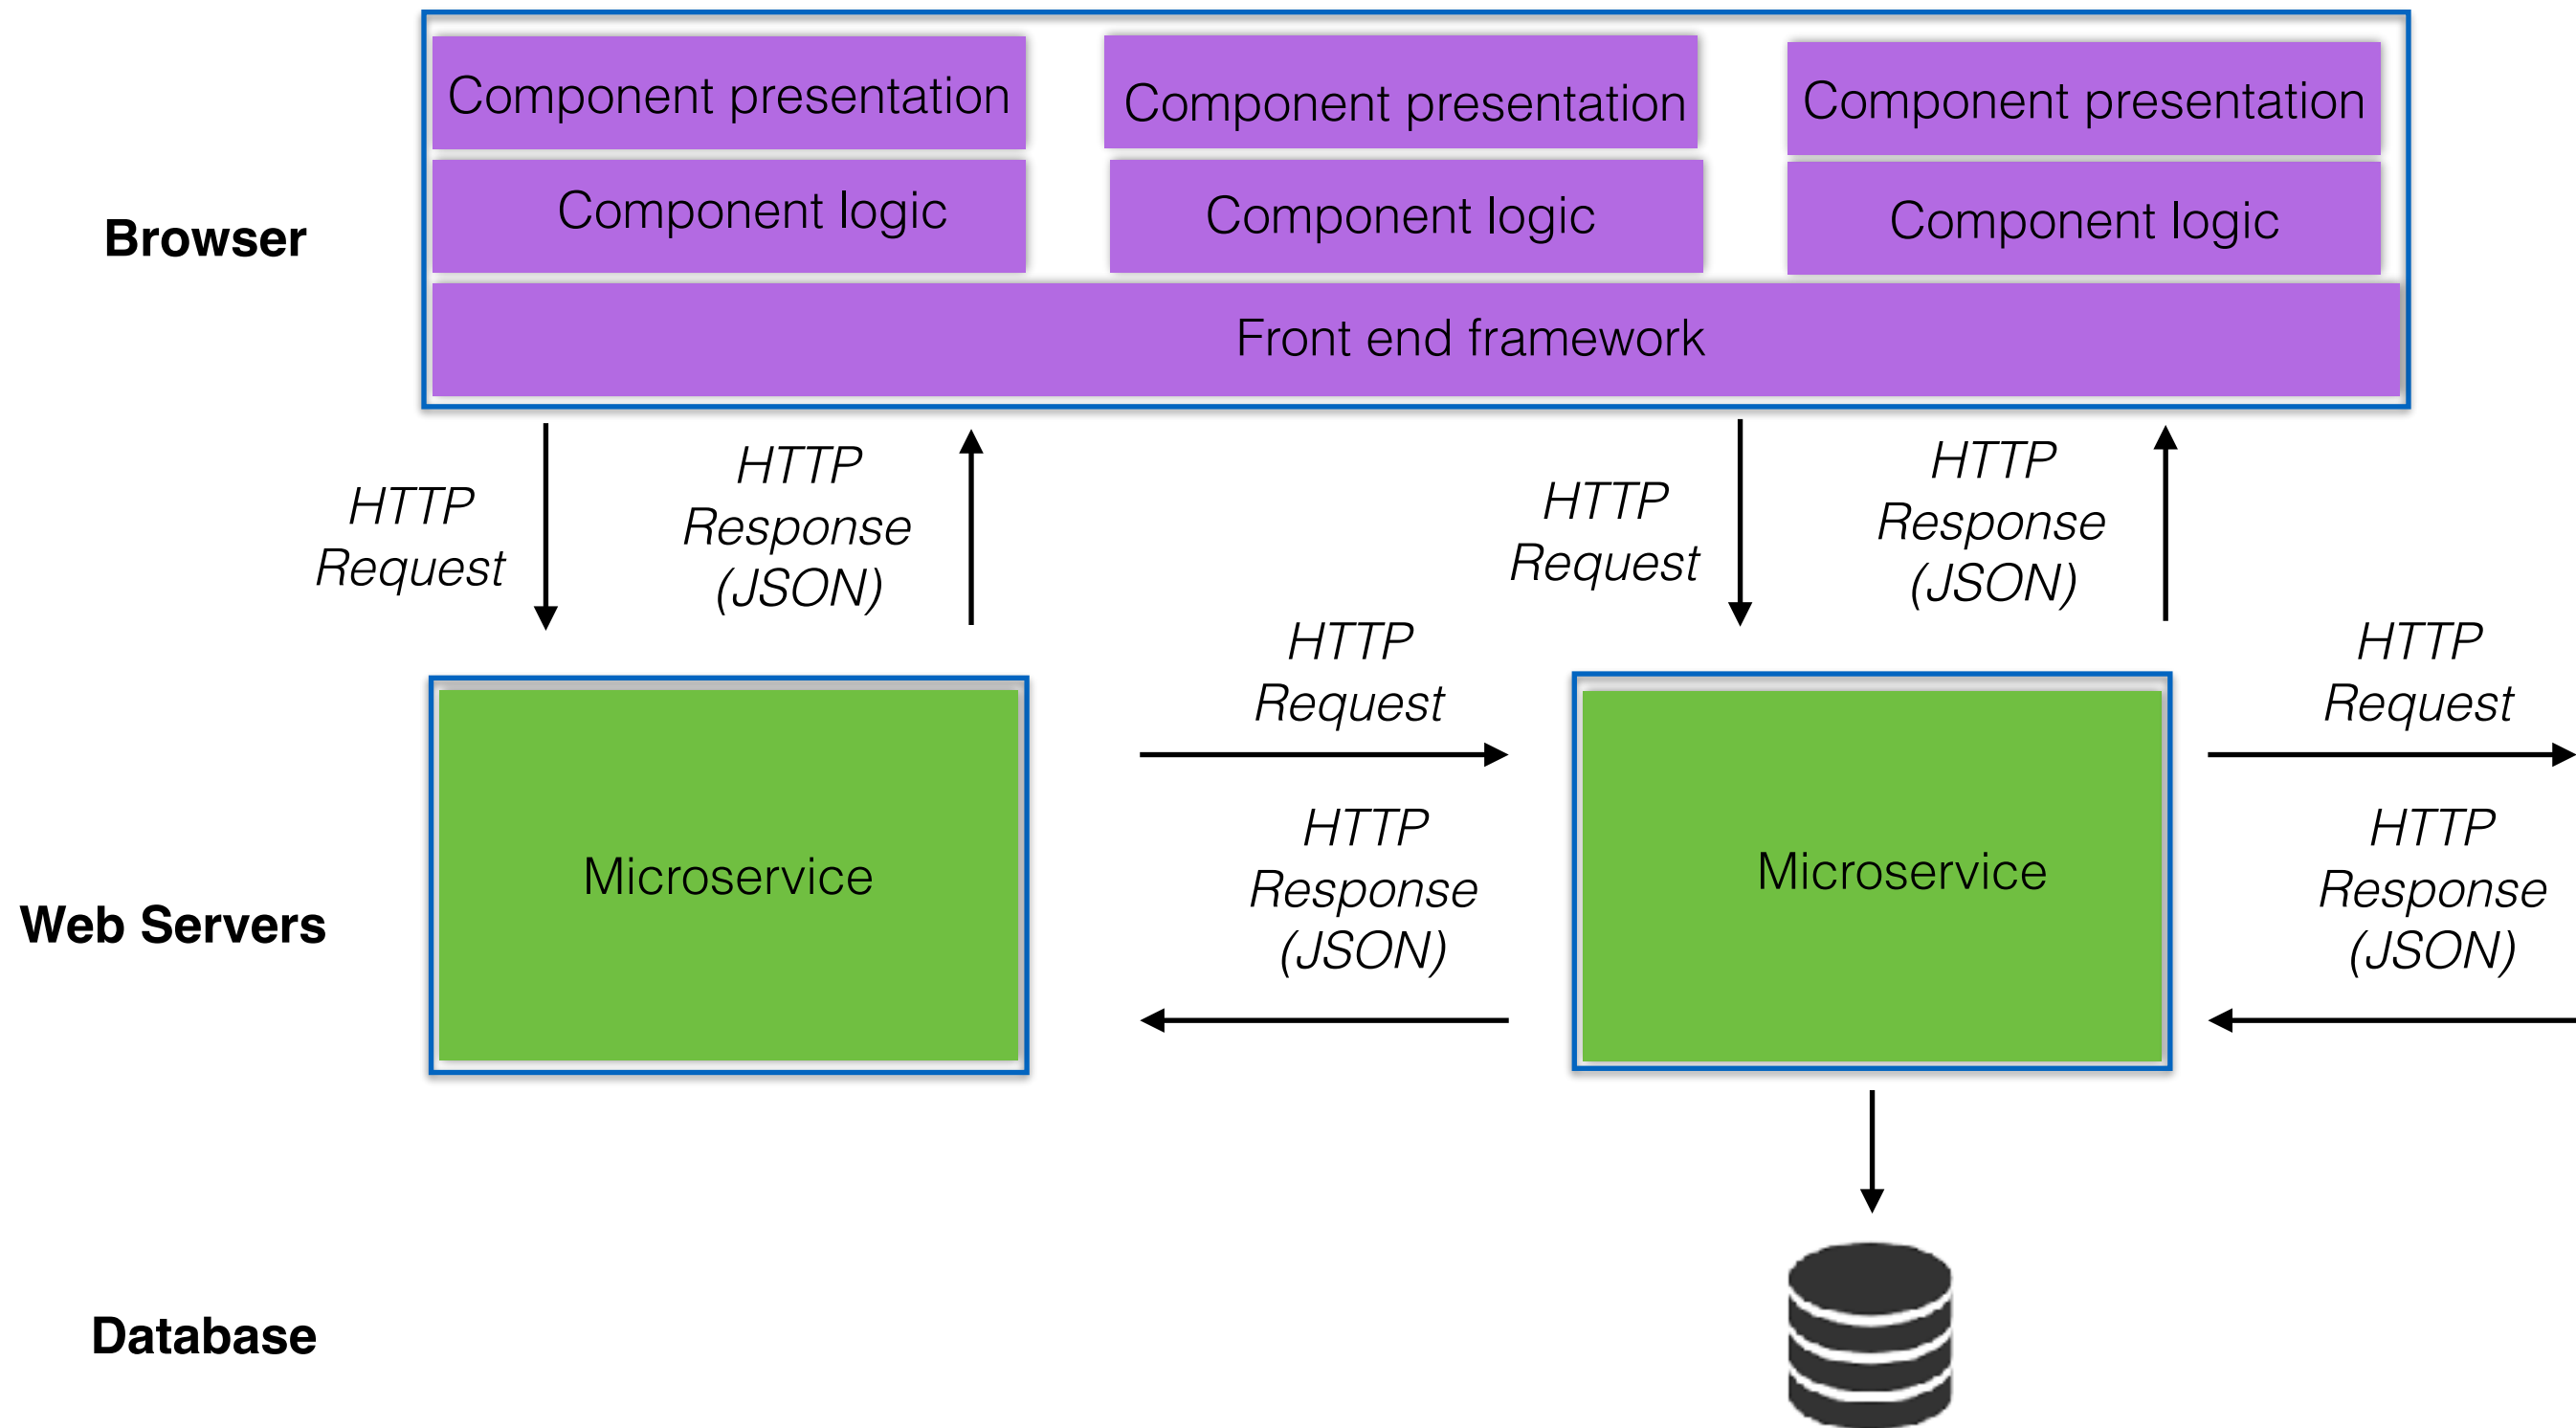 Component presentation
Component presentation
Component presentation
Component logic
Component logic
Component logic
Browser
Front end framework
HTTP
Request
HTTP
Response
(JSON)
HTTP
Request
HTTP
Response
(JSON)
HTTP
Request
HTTP
Request
Microservice
HTTP
Response
(JSON)
Microservice
HTTP
Response
(JSON)
Web Servers
Database